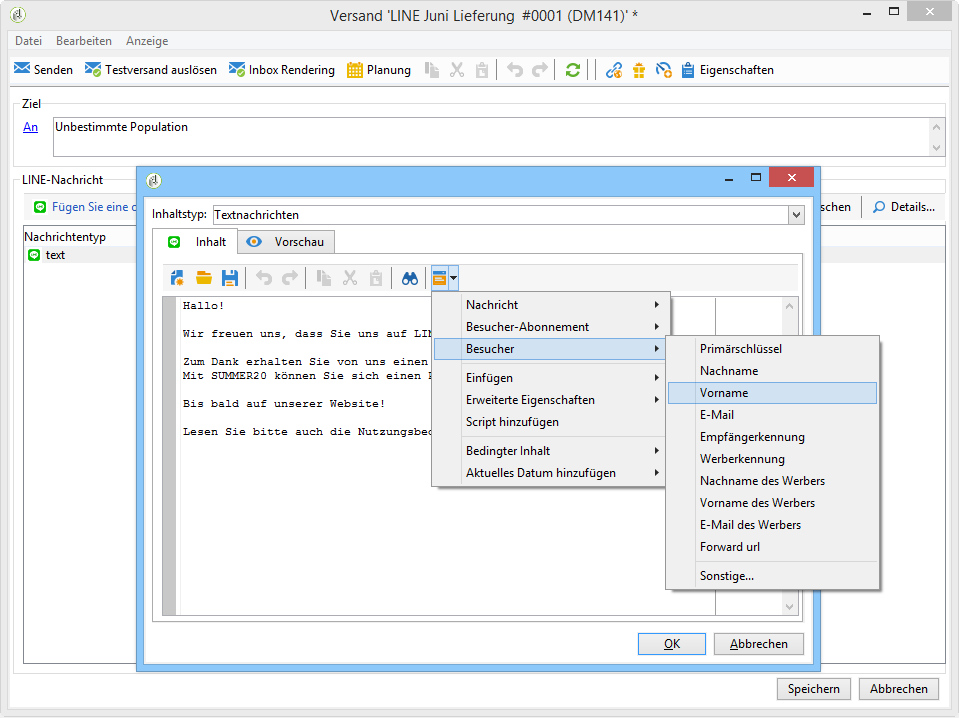 Versand 'LINE Juni Lieferung #0001 (DM141)' *
Datei Bearbeiten Anzeige
Senden Testversand auslösen Inbox Rendering Planung Eigenschaften
Ziel
An Unbestimmte Population
LINE-Nachricht
Fügen Sie eine
Details...
Nachrichtentyp
text
Inhaltstyp: Textnachrichten
Inhalt Vorschau
Hallo!
Wir freuen uns, dass Sie uns auf
Zum Dank erhalten Sie von uns einen
Mit SUMMER20 können Sie sich einen
Bis bald auf unserer Website!
Lesen Sie bitte auch die
Nachricht
Besucher-Abonnement
Besucher
Einfügen
Erweiterte Eigenschaften
Script hinzufügen
Bedingter Inhalt
Aktuelles Datum hinzufügen
Primärschlüssel
Nachname
Vorname
E-Mail
Empfängerkennung
Werberkennung
Nachname des Werbers
Vorname des Werbers
E-Mail des Werbers
Forward url
Sonstige...
OK Abbrechen
Speichern Abbrechen